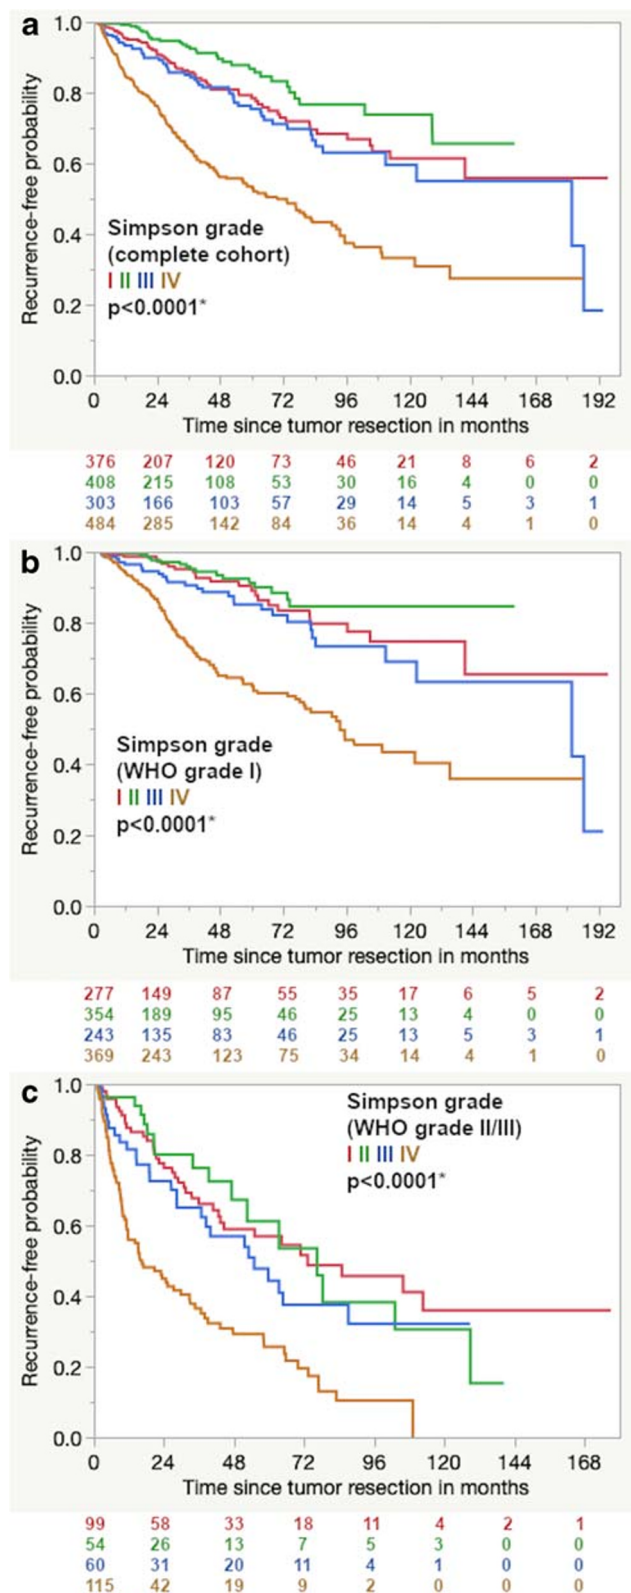 a
1.0
0.8
0.6
0.4
0.2
0.0
Recurrence-free probability
Simpson grade
(complete cohort)
I II III IV
p<0.0001*
0 24 48 72 96 120 144 168 192
Time since tumor resection in months
376 207 120 73 46 21 8 6 2
408 215 108 53 30 16 4 0 0
303 166 103 57 29 14 5 3 1
484 285 142 84 36 14 4 1 0
b
1.0
0.8
0.6
0.4
0.2
0.0
Recurrence-free probability
Simpson grade
(WHO grade I)
I II III IV
p<0.0001*
0 24 48 72 96 120 144 168 192
Time since tumor resection in months
277 149 87 55 35 17 6 5 2
354 189 95 46 25 13 4 0 0
243 135 83 46 25 13 5 3 1
369 243 123 75 34 14 4 1 0
c
1.0
0.8
0.6
0.4
0.2
0.0
Recurrence-free probability
Simpson grade
(WHO grade II/III)
I II III IV
p<0.0001*
0 24 48 72 96 120 144 168
Time since tumor resection in months
99 58 33 18 11 4 2 1
54 26 13 7 5 3 0 0
60 31 20 11 4 1 0 0
115 42 19 9 2 0 0 0